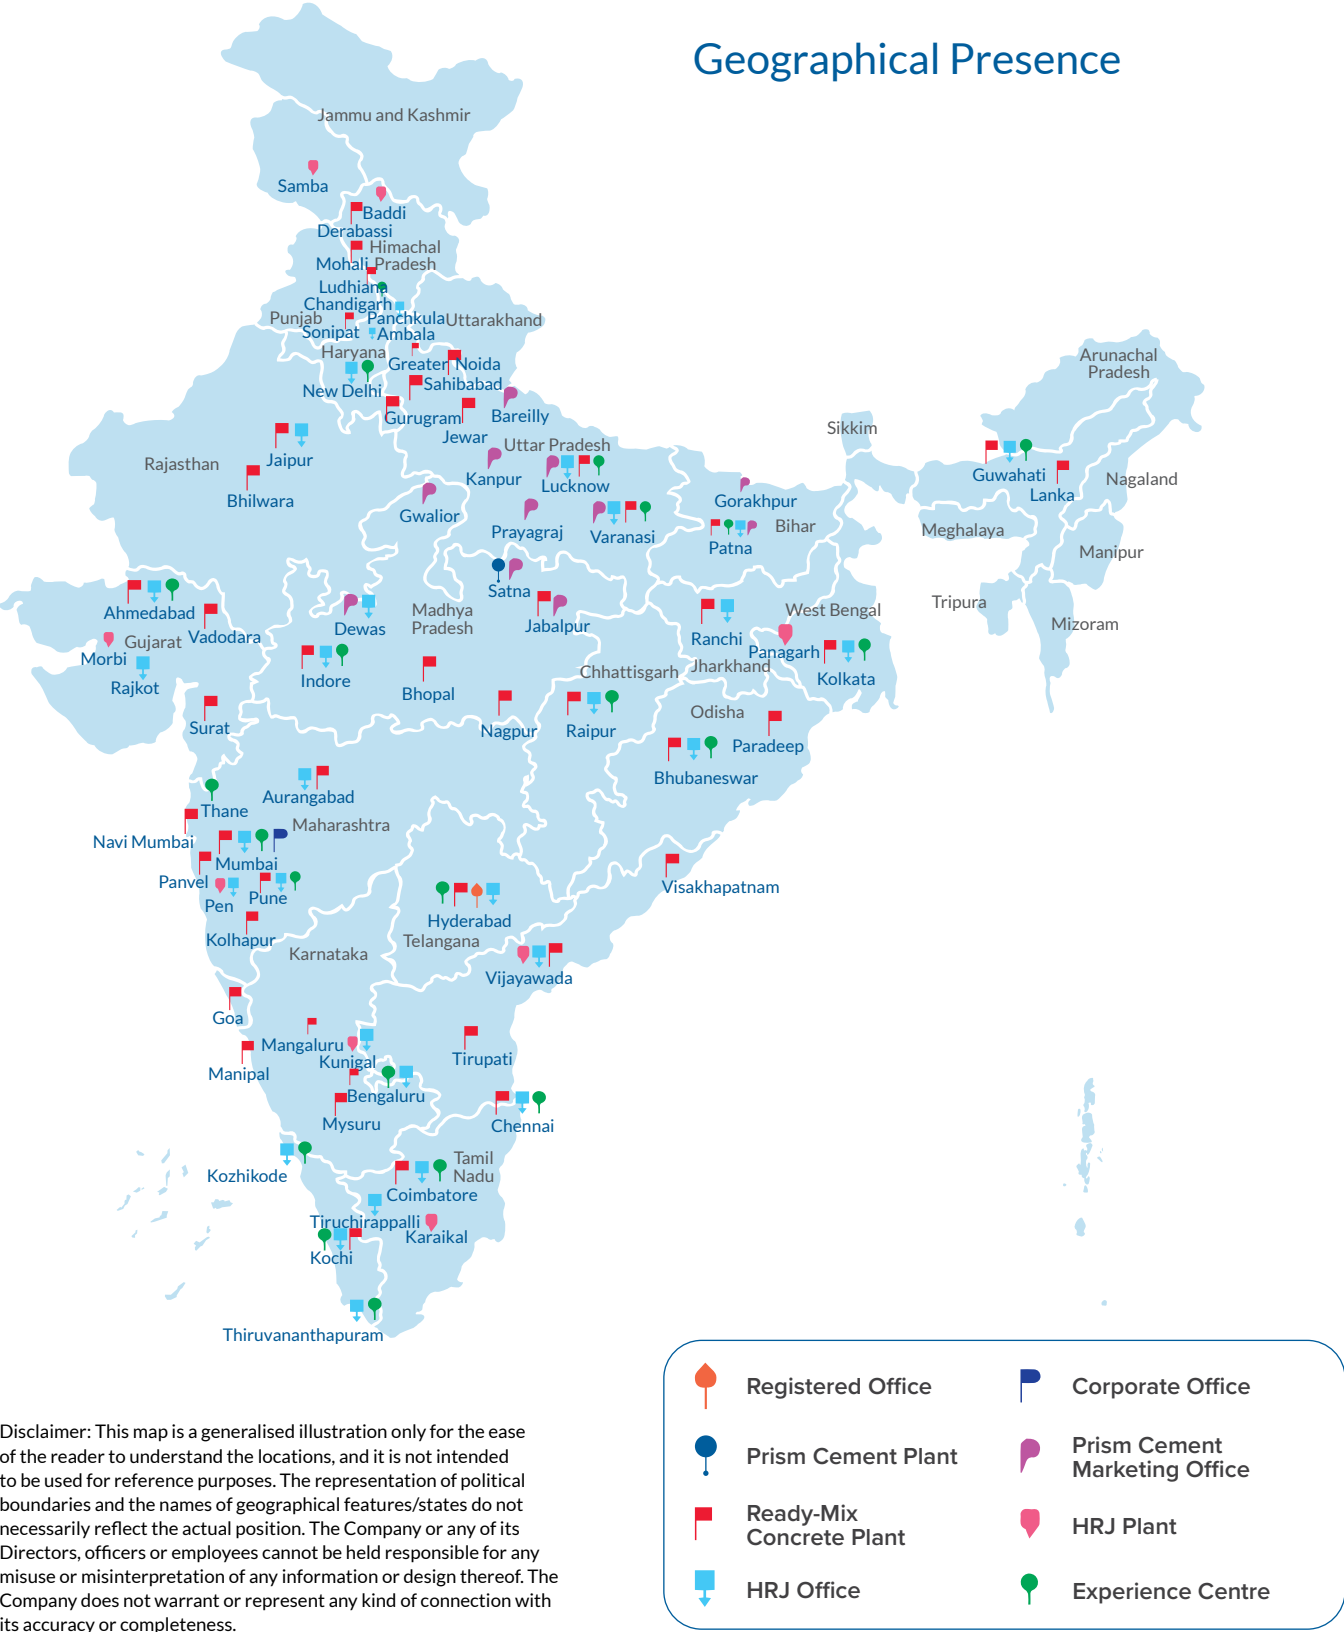 Geographical Presence
Jammu and Kashmir
Samba
Baddi
Derabassi
Himachal
Pradesh
Mohali
Ludhiana
Chandigarh
Punjab
Panchkula
Uttarakhand
Sonipat
Ambala
Haryana
Greater Noida
New Delhi
Sahibabad
Gurugram
Bareilly
Jewar
Arunachal
Pradesh
Sikkim
Uttar Pradesh
Rajasthan
Jaipur
Kanpur
Lucknow
Bhilwara
Gwalior
Prayagraj
Varanasi
Gorakhpur
Bihar
Patna
Guwahati
Lanka
Nagaland
Meghalaya
Manipur
Tripura
Mizoram
Satna
Ahmedabad
Vadodara
Dewas
Madhya
Pradesh
Jabalpur
Ranchi
West Bengal
Panagarh
Morbi
Gujarat
Rajkot
Indore
Bhopal
Chhattisgarh
Jharkhand
Kolkata
Surat
Nagpur
Raipur
Odisha
Paradeep
Bhubaneswar
Aurangabad
Thane
Maharashtra
Navi Mumbai
Mumbai
Panvel
Pen
Pune
Kolhapur
Visakhapatnam
Hyderabad
Telangana
Karnataka
Vijayawada
Goa
Mangaluru
Kunigal
Tirupati
Manipal
Bengaluru
Mysuru
Chennai
Kozhikode
Tamil
Nadu
Coimbatore
Tiruchirappalli
Karaikal
Kochi
Thiruvananthapuram
Registered Office
Corporate Office
Prism Cement Plant
Prism Cement
Marketing Office
Ready-Mix
Concrete Plant
HRJ Plant
HRJ Office
Experience Centre
Disclaimer: This map is a generalised illustration only for the ease
of the reader to understand the locations, and it is not intended
to be used for reference purposes. The representation of political
boundaries and the names of geographical features/states do not
necessarily reflect the actual position. The Company or any of its
Directors, officers or employees cannot be held responsible for any
misuse or misinterpretation of any information or design thereof. The
Company does not warrant or represent any kind of connection with
its accuracy or completeness.